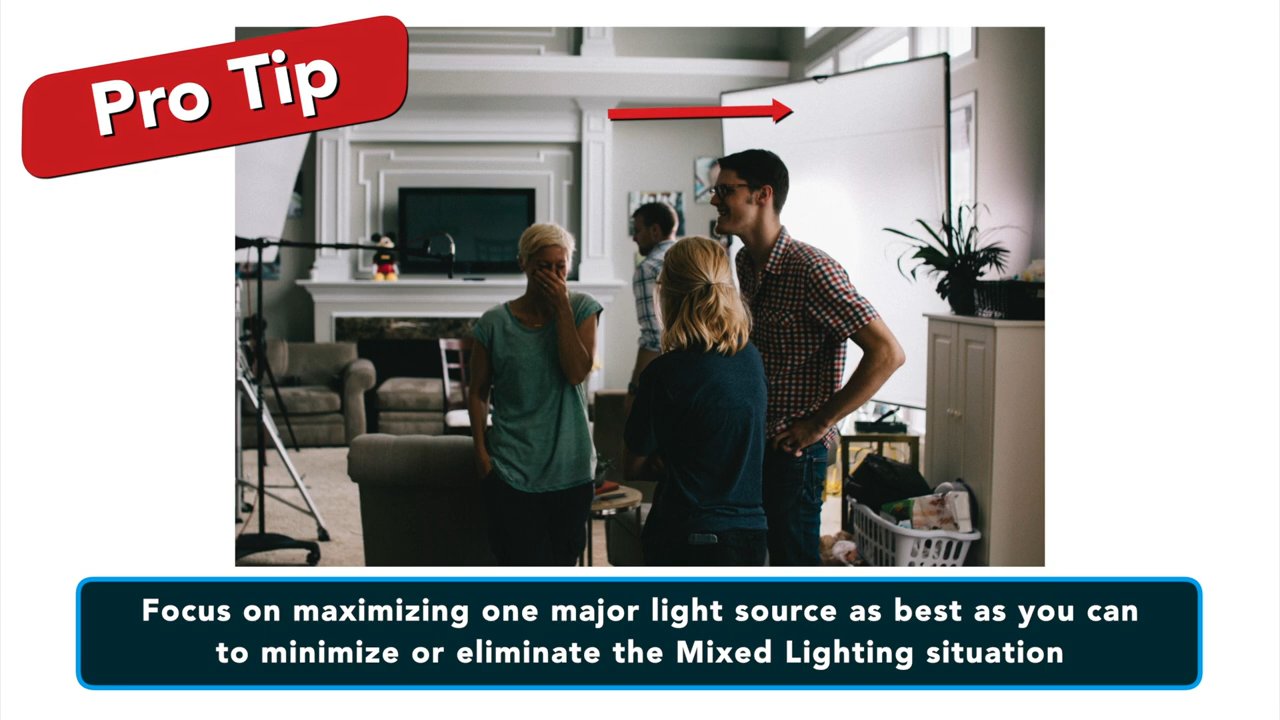 Pro Tip
Focus on maximizing one major light source as best as you can
to minimize or eliminate the Mixed Lighting situation